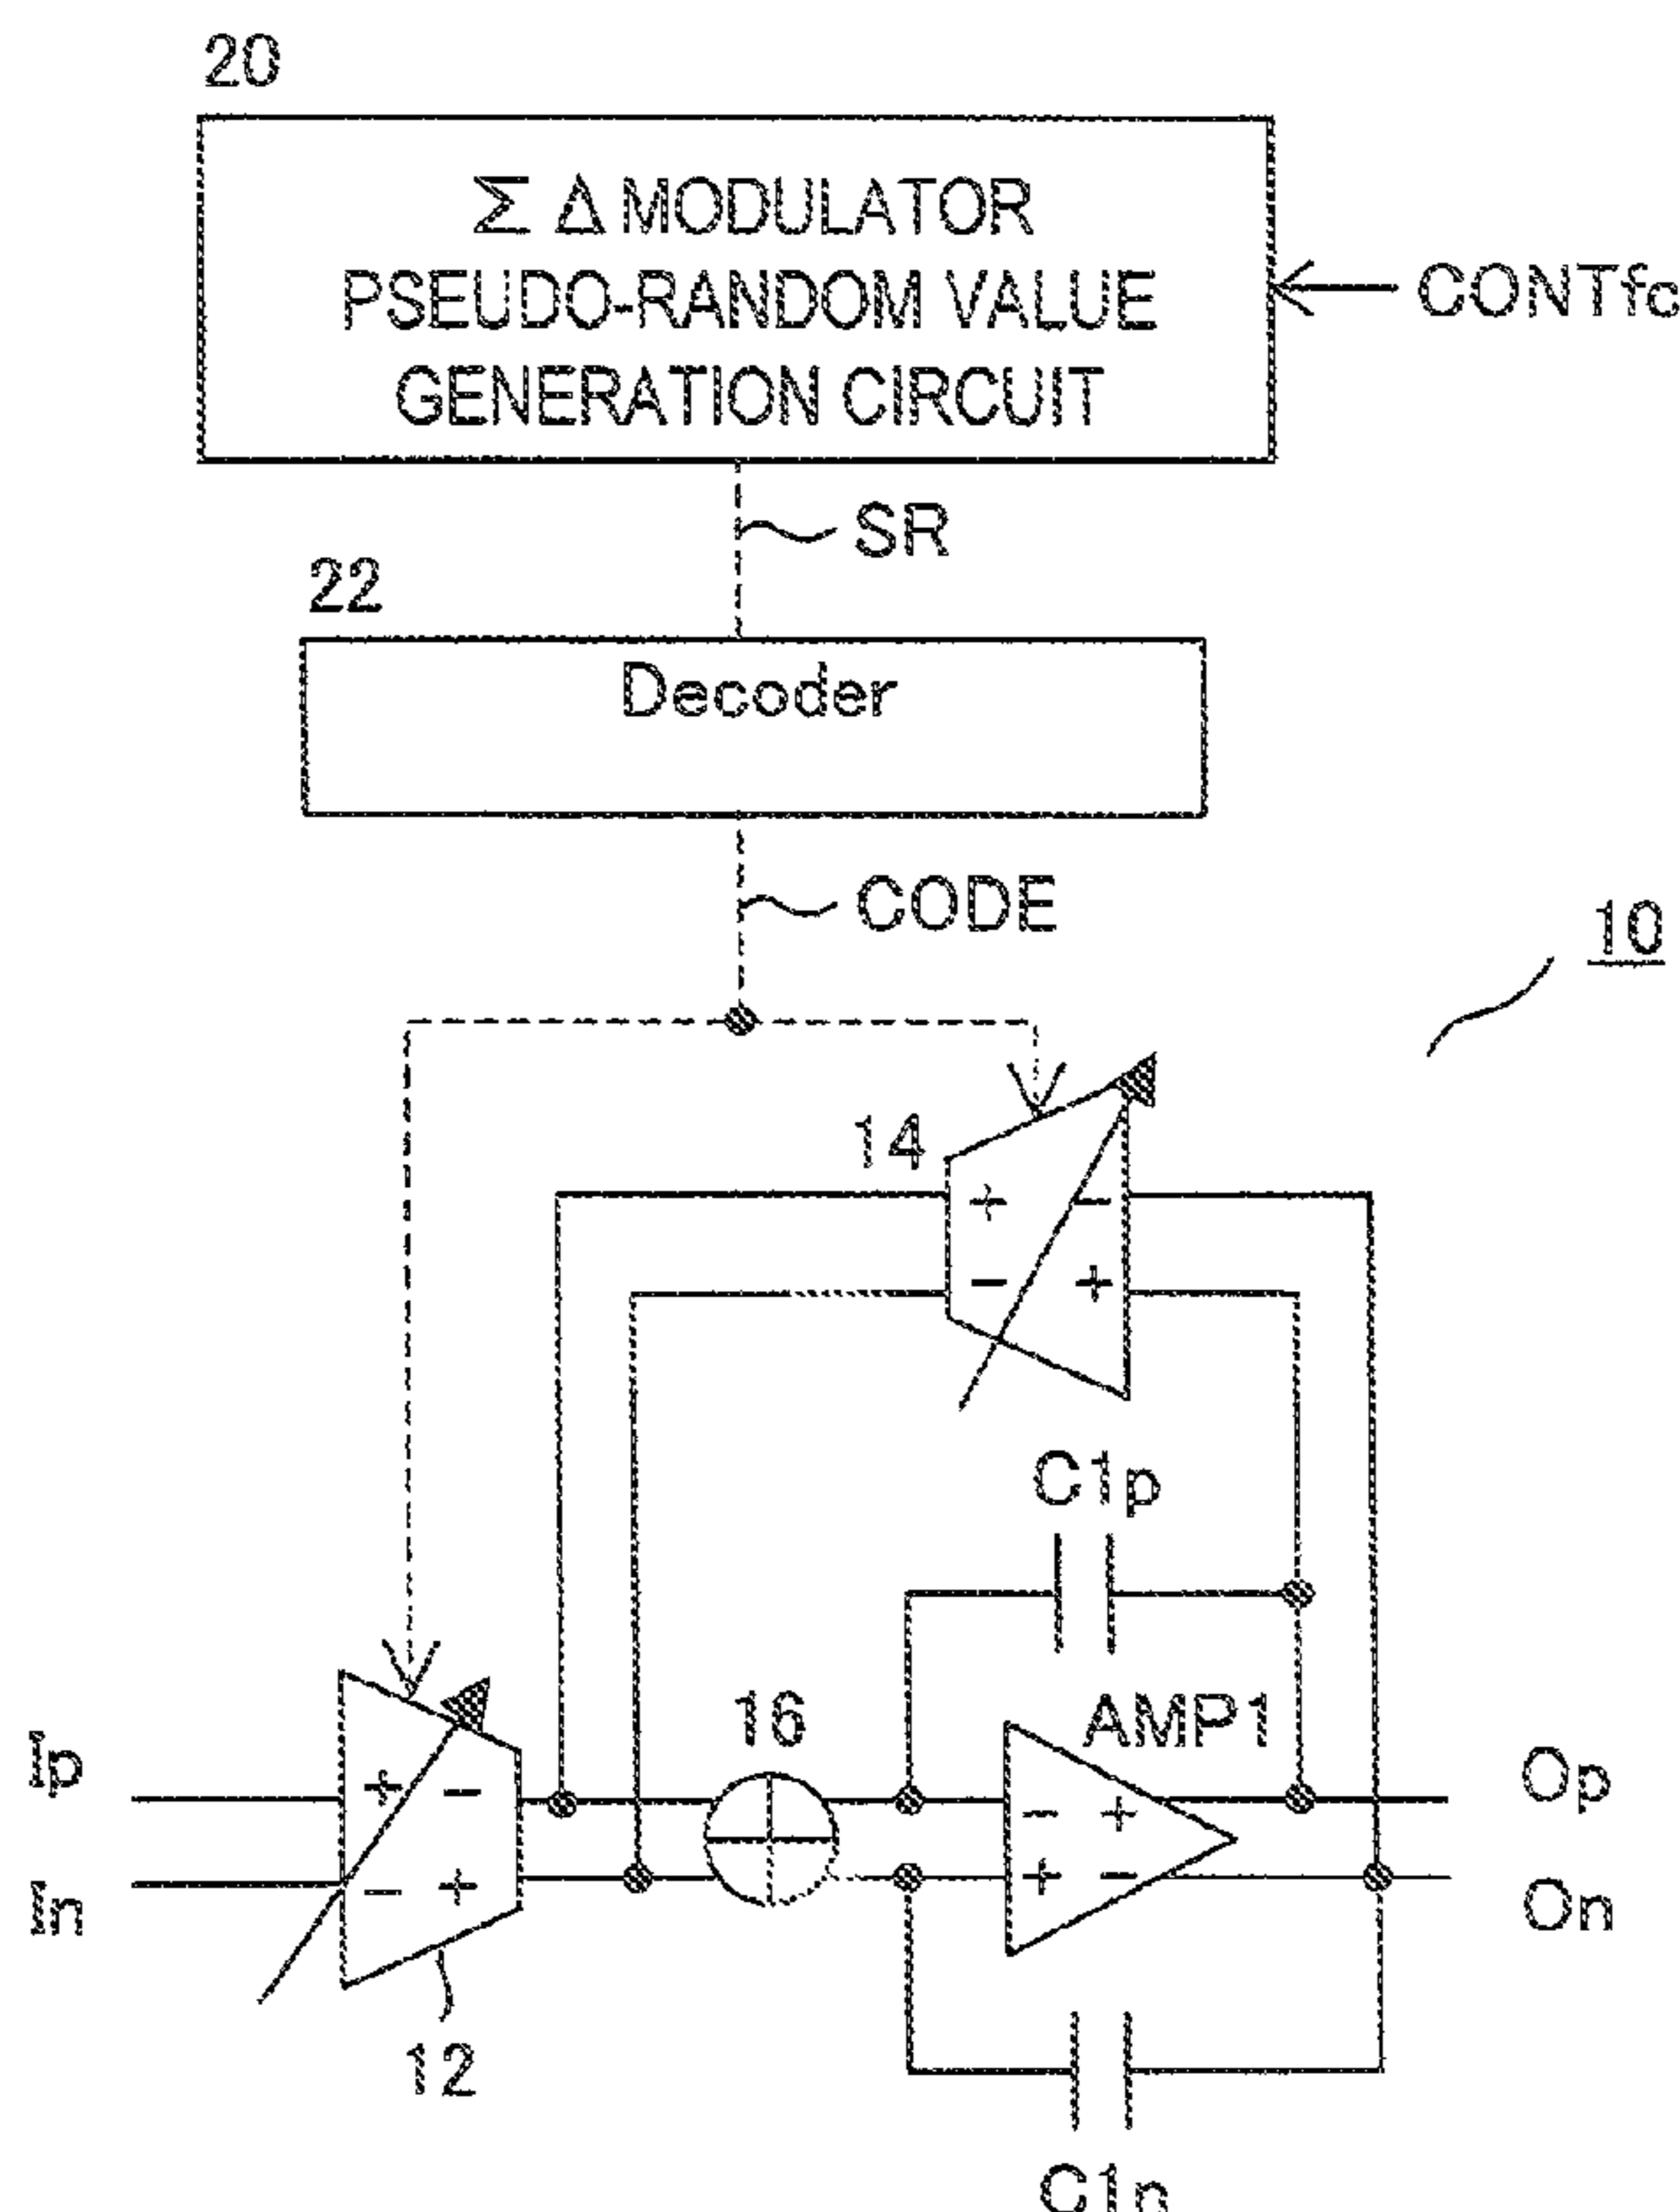 20
Σ Δ MODULATOR
PSEUDO-RANDOM VALUE
GENERATION CIRCUIT
CONTfc
SR
22
Decoder
CODE
10
14
+ −
− +
C1p
16
AMP1
Ip
+ −
− +
Op
In
− +
+ −
On
12
C1n